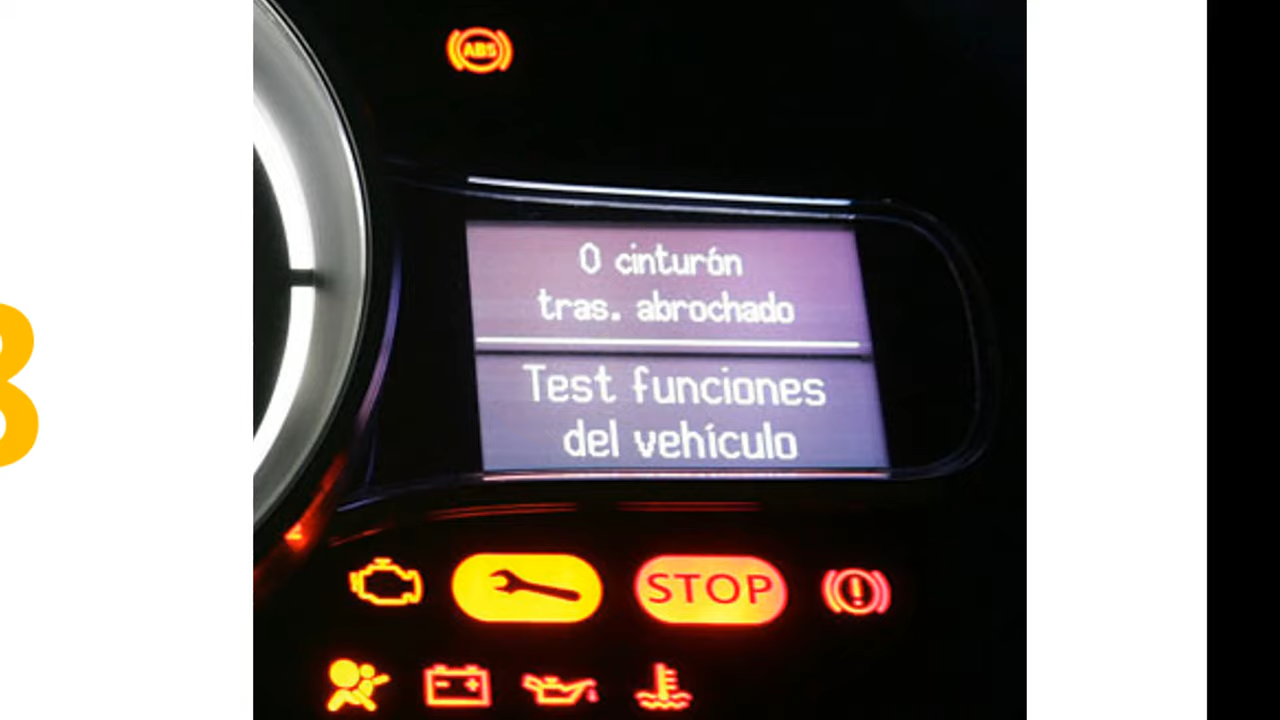 ABS
0 cinturón
tras. abrochado
Test funciones
del vehículo
STOP